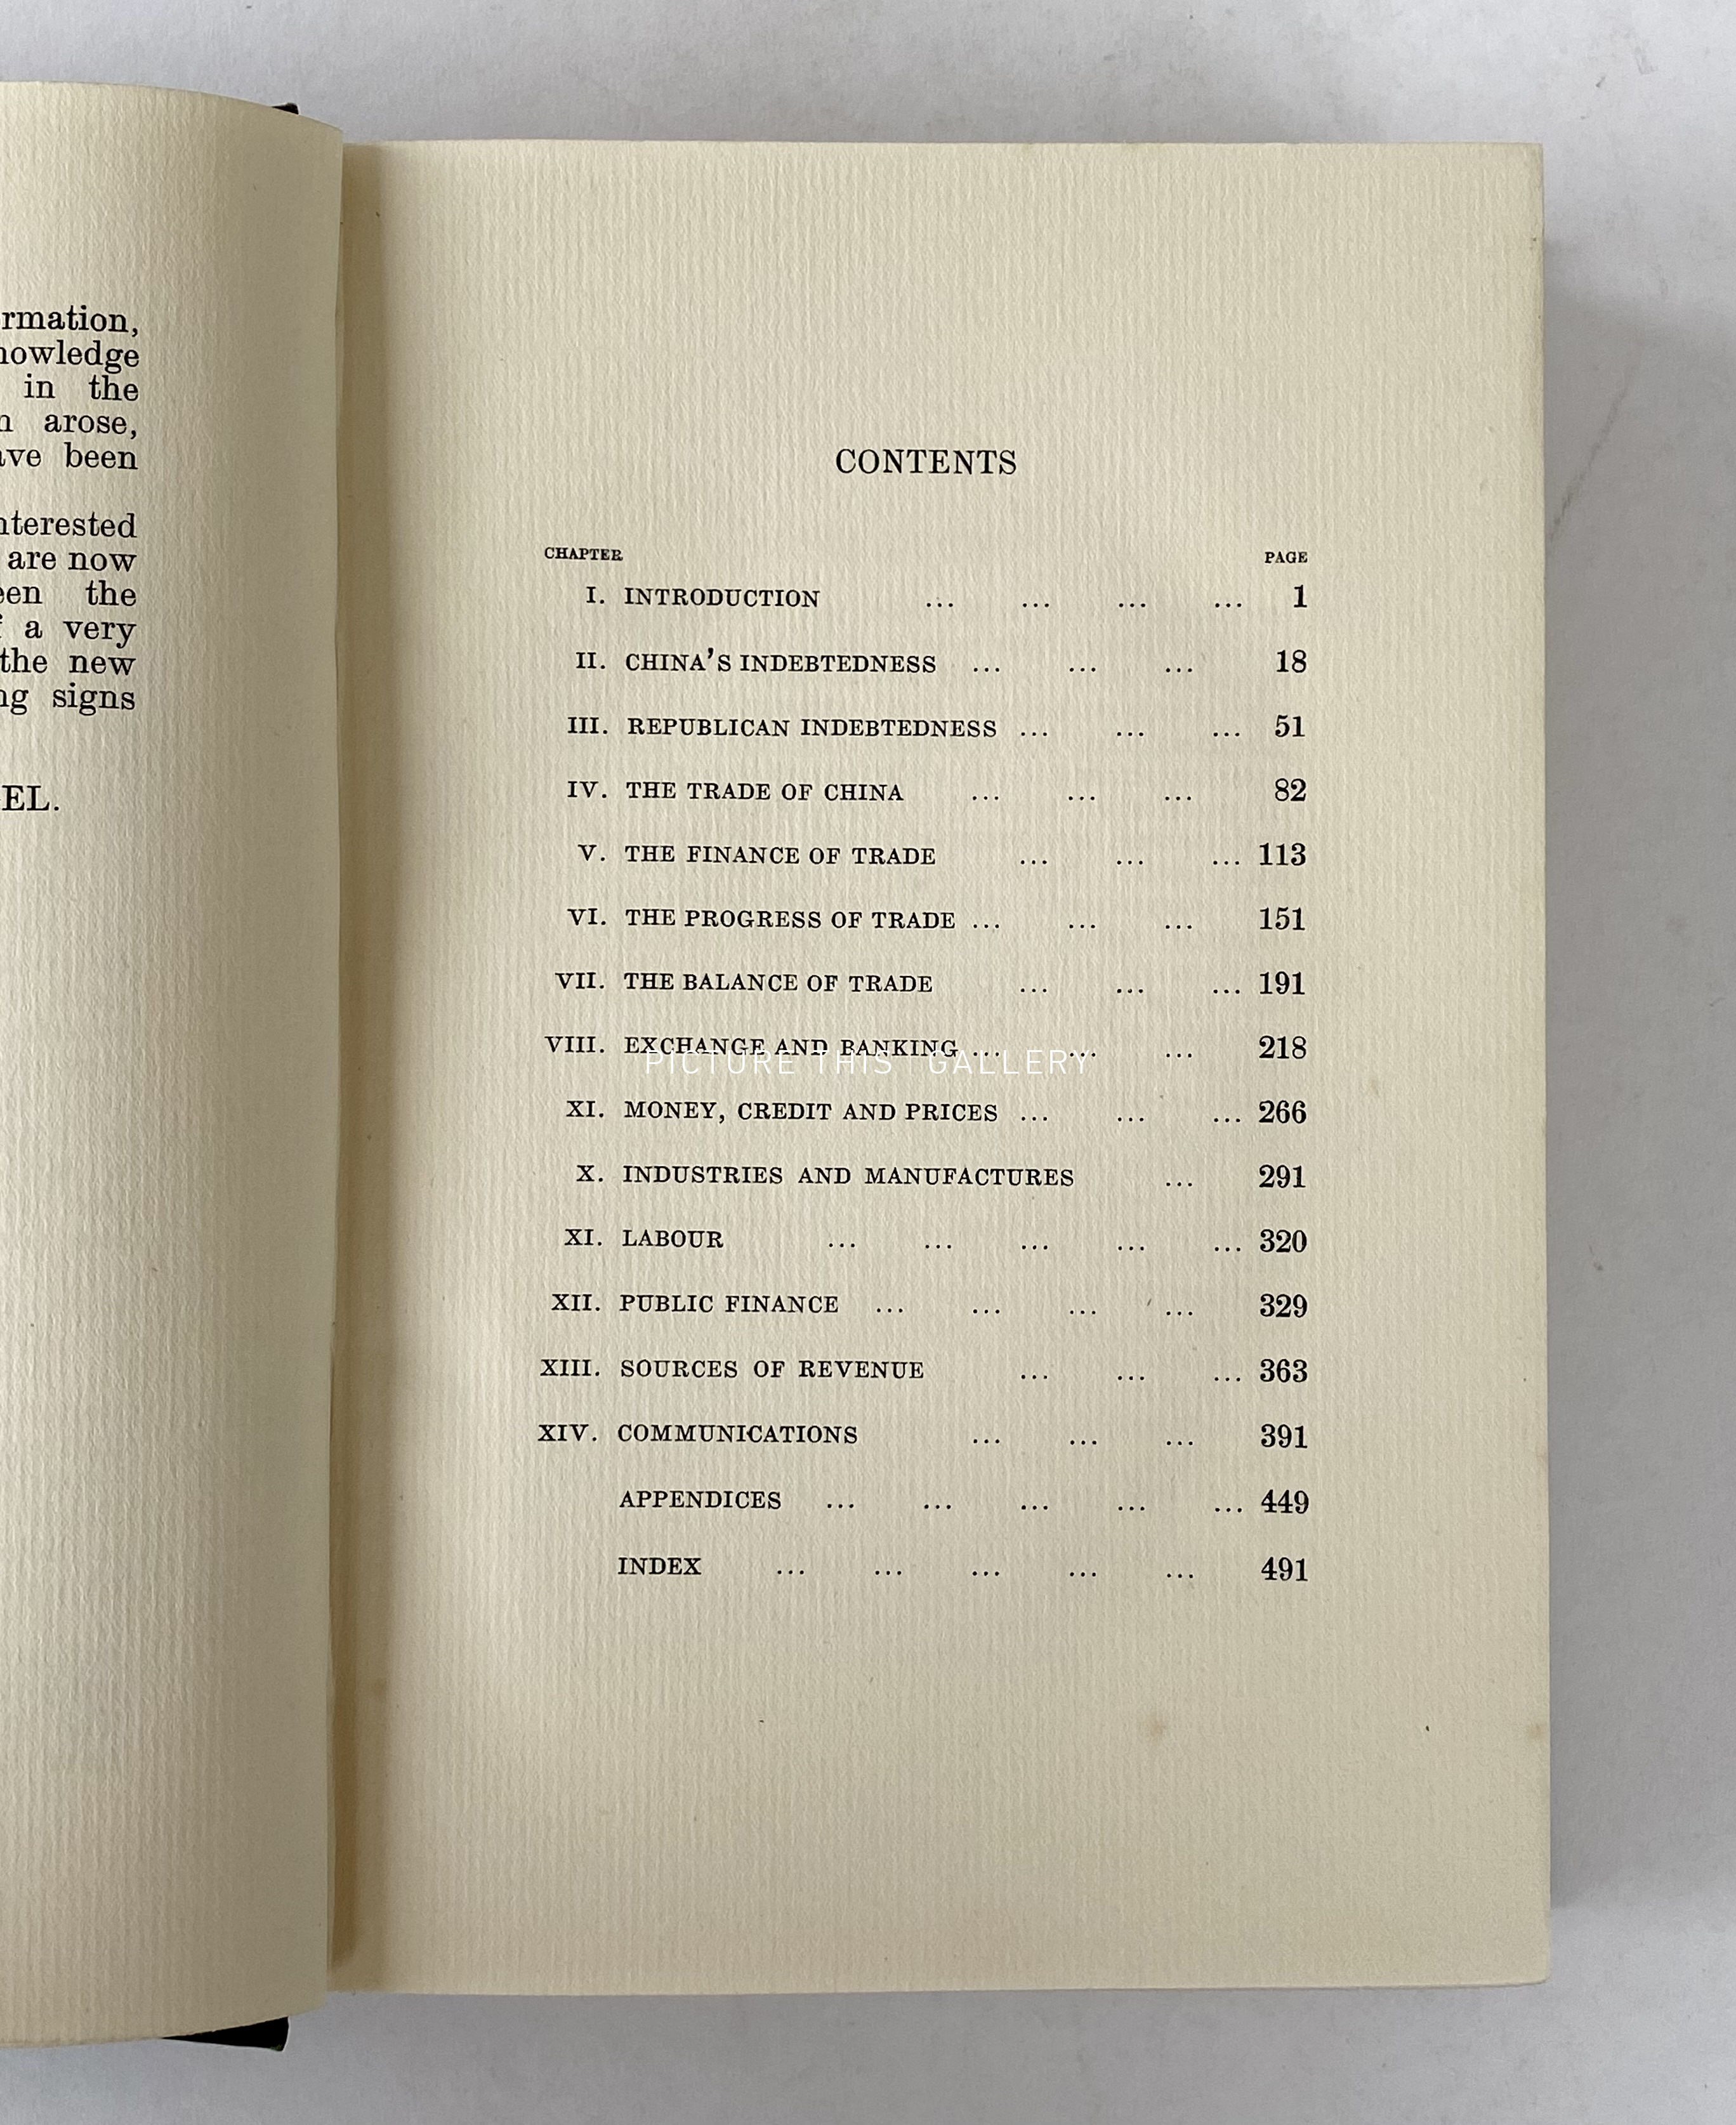 rmation,
nowledge
in the
n arose,
ave been
nterested
are now
een the
f a very
the new
ng signs
EL.
CONTENTS
CHAPTER PAGE
I. INTRODUCTION ... ... ... ... 1
II. CHINA'S INDEBTEDNESS ... ... ... 18
III. REPUBLICAN INDEBTEDNESS ... ... ... 51
IV. THE TRADE OF CHINA ... ... ... 82
V. THE FINANCE OF TRADE ... ... ... 113
VI. THE PROGRESS OF TRADE ... ... ... 151
VII. THE BALANCE OF TRADE ... ... ... 191
VIII. EXCHANGE AND BANKING ... ... ... 218
PICTURE THIS GALLERY
XI. MONEY, CREDIT AND PRICES ... ... ... 266
X. INDUSTRIES AND MANUFACTURES ... 291
XI. LABOUR ... ... ... ... ... 320
XII. PUBLIC FINANCE ... ... ... ... 329
XIII. SOURCES OF REVENUE ... ... ... 363
XIV. COMMUNICATIONS ... ... ... 391
APPENDICES ... ... ... ... ... 449
INDEX ... ... ... ... ... 491